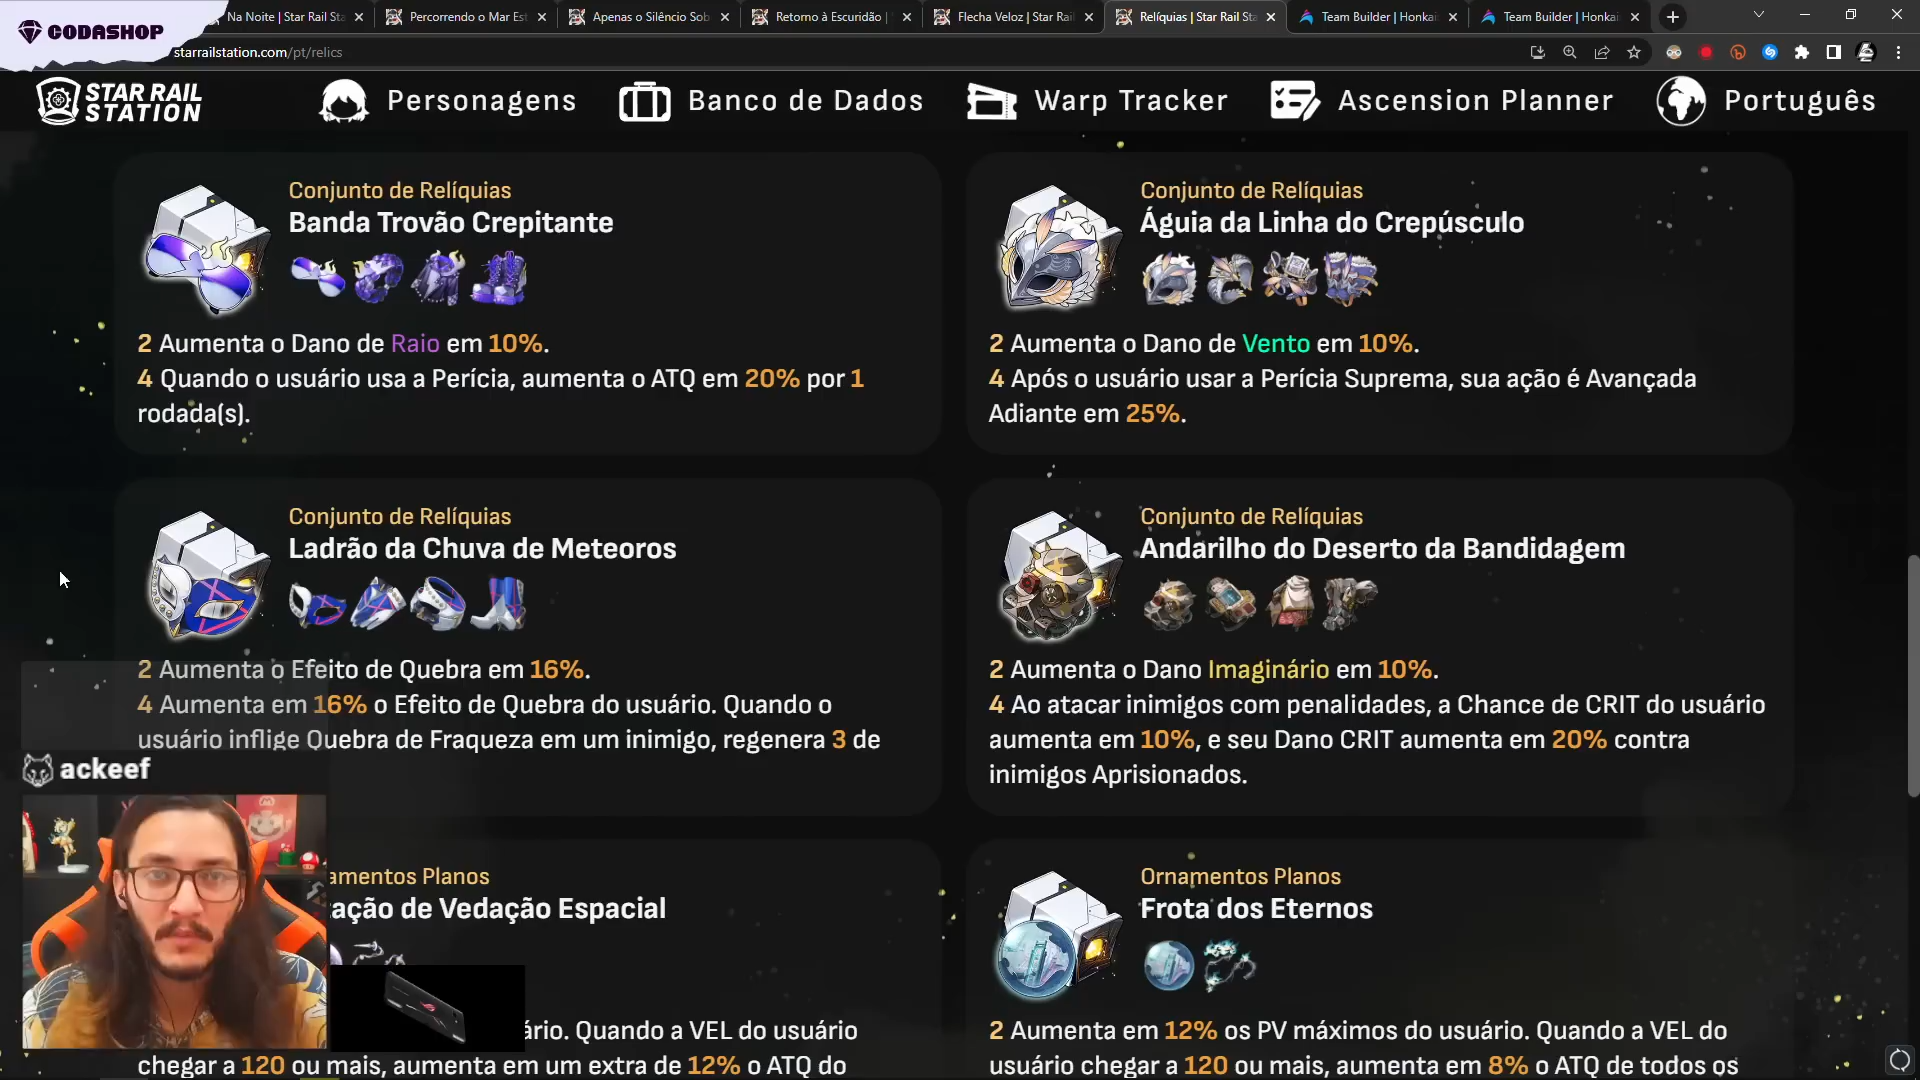 CODASHOP
Na Noite | Star Rail Sta
Percorrendo o Mar Est
Apenas o Silêncio Sob
Retorno à Escuridão |
Flecha Veloz | Star Rail
Relíquias | Star Rail Sta
Team Builder | Honkai
Team Builder | Honkai
starrailstation.com/pt/relics
STAR RAIL
STATION
Personagens
Banco de Dados
Warp Tracker
Ascension Planner
Português
Conjunto de Relíquias
Banda Trovão Crepitante
2 Aumenta o Dano de Raio em 10%.
4 Quando o usuário usa a Perícia, aumenta o ATQ em 20% por 1
rodada(s).
Conjunto de Relíquias
Águia da Linha do Crepúsculo
2 Aumenta o Dano de Vento em 10%.
4 Após o usuário usar a Perícia Suprema, sua ação é Avançada
Adiante em 25%.
Conjunto de Relíquias
Ladrão da Chuva de Meteoros
2 Aumenta o Efeito de Quebra em 16%.
4 Aumenta em 16% o Efeito de Quebra do usuário. Quando o
usuário inflige Quebra de Fraqueza em um inimigo, regenera 3 de
Conjunto de Relíquias
Andarilho do Deserto da Bandidagem
2 Aumenta o Dano Imaginário em 10%.
4 Ao atacar inimigos com penalidades, a Chance de CRIT do usuário
aumenta em 10%, e seu Dano CRIT aumenta em 20% contra
inimigos Aprisionados.
ackeef
amentos Planos
ação de Vedação Espacial
ário. Quando a VEL do usuário
chegar a 120 ou mais, aumenta em um extra de 12% o ATQ do
Ornamentos Planos
Frota dos Eternos
2 Aumenta em 12% os PV máximos do usuário. Quando a VEL do
usuário chegar a 120 ou mais, aumenta em 8% o ATQ de todos os